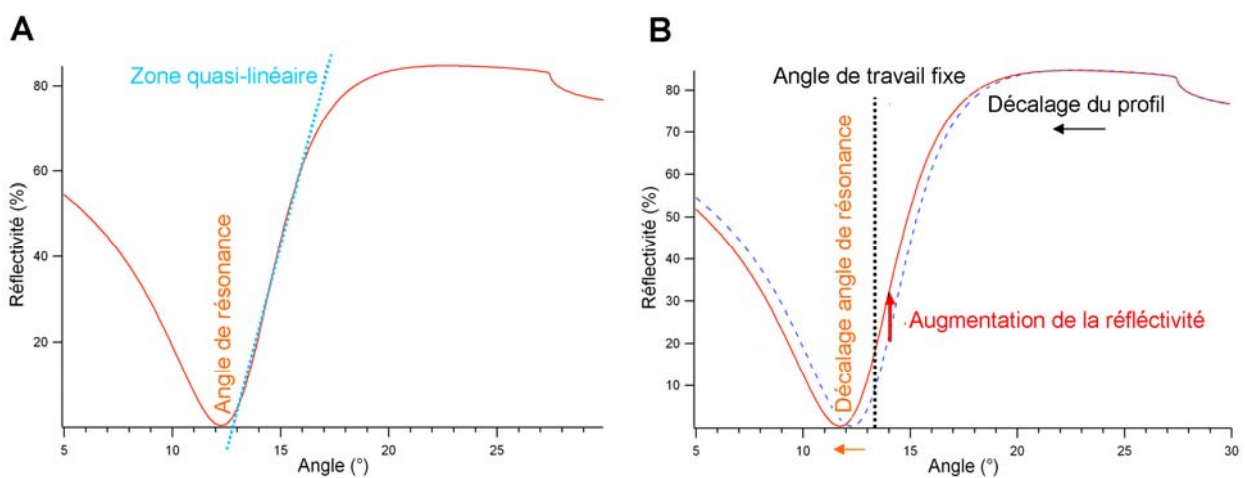 A
Zone quasi-linéaire
Réflectivité (%)
80
60
40
20
Angle de résonance
5
10
15
20
25
Angle (°)
B
Angle de travail fixe
Décalage du profil
Réflectivité (%)
80
70
60
50
40
30
20
10
Décalage angle de résonance
Augmentation de la réfléctivité
5
10
15
20
25
30
Angle (°)